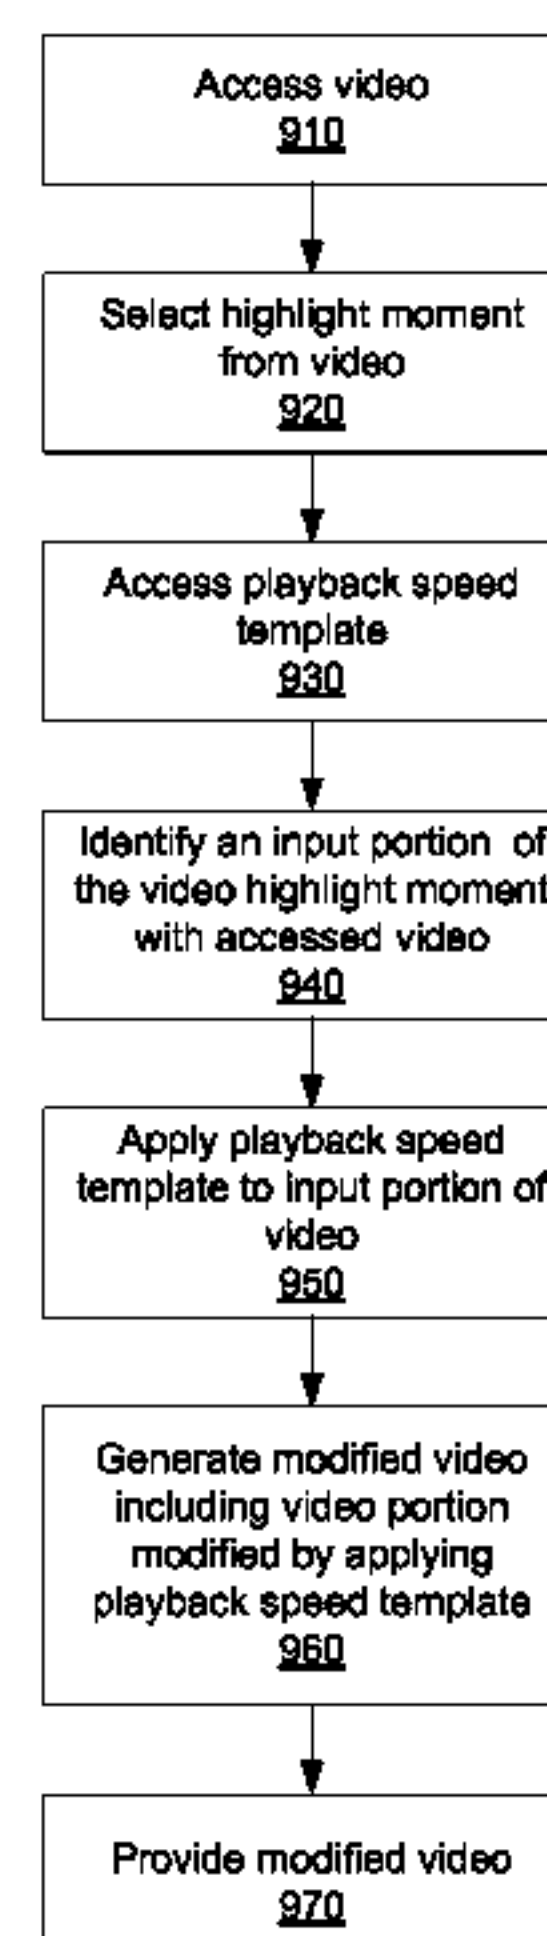 Access video
910
Select highlight moment
from video
920
Access playback speed
template
930
Identify an input portion of
the video highlight moment
with accessed video
940
Apply playback speed
template to input portion of
video
950
Generate modified video
including video portion
modified by applying
playback speed template
960
Provide modified video
970